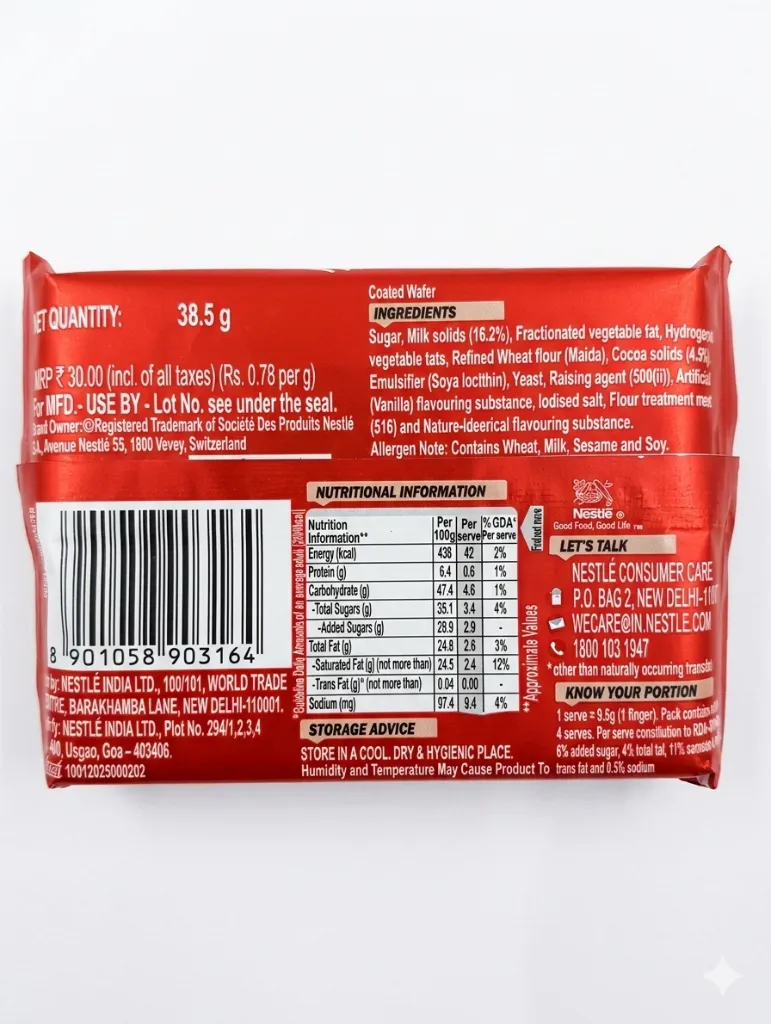 NET QUANTITY: 38.5 g
MRP ₹ 30.00 (incl. of all taxes) (Rs. 0.78 per g)
For MFD.- USE BY - Lot No. see under the seal.
Brand Owner:©Registered Trademark of Société Des Produits Nestlé
SA, Avenue Nestlé 55, 1800 Vevey, Switzerland
Coated Wafer
INGREDIENTS
Sugar, Milk solids (16.2%), Fractionated vegetable fat, Hydrogen
vegetable tats, Refined Wheat flour (Maida), Cocoa solids (4.5%),
Emulsifier (Soya locitthin), Yeast, Raising agent (500(ii)), Artificial
(Vanilla) flavouring substance, Iodised salt, Flour treatment
(516) and Nature-Ideerical flavouring substance.
Allergen Note: Contains Wheat, Milk, Sesame and Soy.
8 901058 903164
by: NESTLÉ INDIA LTD., 100/101, WORLD TRADE
TRE, BARAKHAMBA LANE, NEW DELHI-110001.
by: NESTLÉ INDIA LTD., Plot No. 294/1,2,3,4
400, Usgao, Goa – 403406.
10012025000202
NUTRITIONAL INFORMATION
Nutrition Information** Per 100g Per serve % GDA* Per serve
Energy (kcal) 438 42 2%
Protein (g) 6.4 0.6 1%
Carbohydrate (g) 47.4 4.6 1%
-Total Sugars (g) 35.1 3.4 4%
-Added Sugars (g) 28.9 2.9 -
Total Fat (g) 24.8 2.6 3%
-Saturated Fat (g) (not more than) 24.5 2.4 12%
-Trans Fat (g)* (not more than) 0.04 0.00 -
Sodium (mg) 97.4 9.4 4%
**Approximate Values
STORAGE ADVICE
STORE IN A COOL. DRY & HYGIENIC PLACE.
Humidity and Temperature May Cause Product To
Nestlé
Good Food, Good Life
LET'S TALK
NESTLÉ CONSUMER CARE
P.O. BAG 2, NEW DELHI-110
WECARE@IN.NESTLE.COM
1800 103 1947
*other than naturally occurring
KNOW YOUR PORTION
1 serve = 9.5g (1 finger). Pack contains
4 serves. Per serve constliution to
6% added sugar, 4% total tal, 11%
trans fat and 0.5% sodium